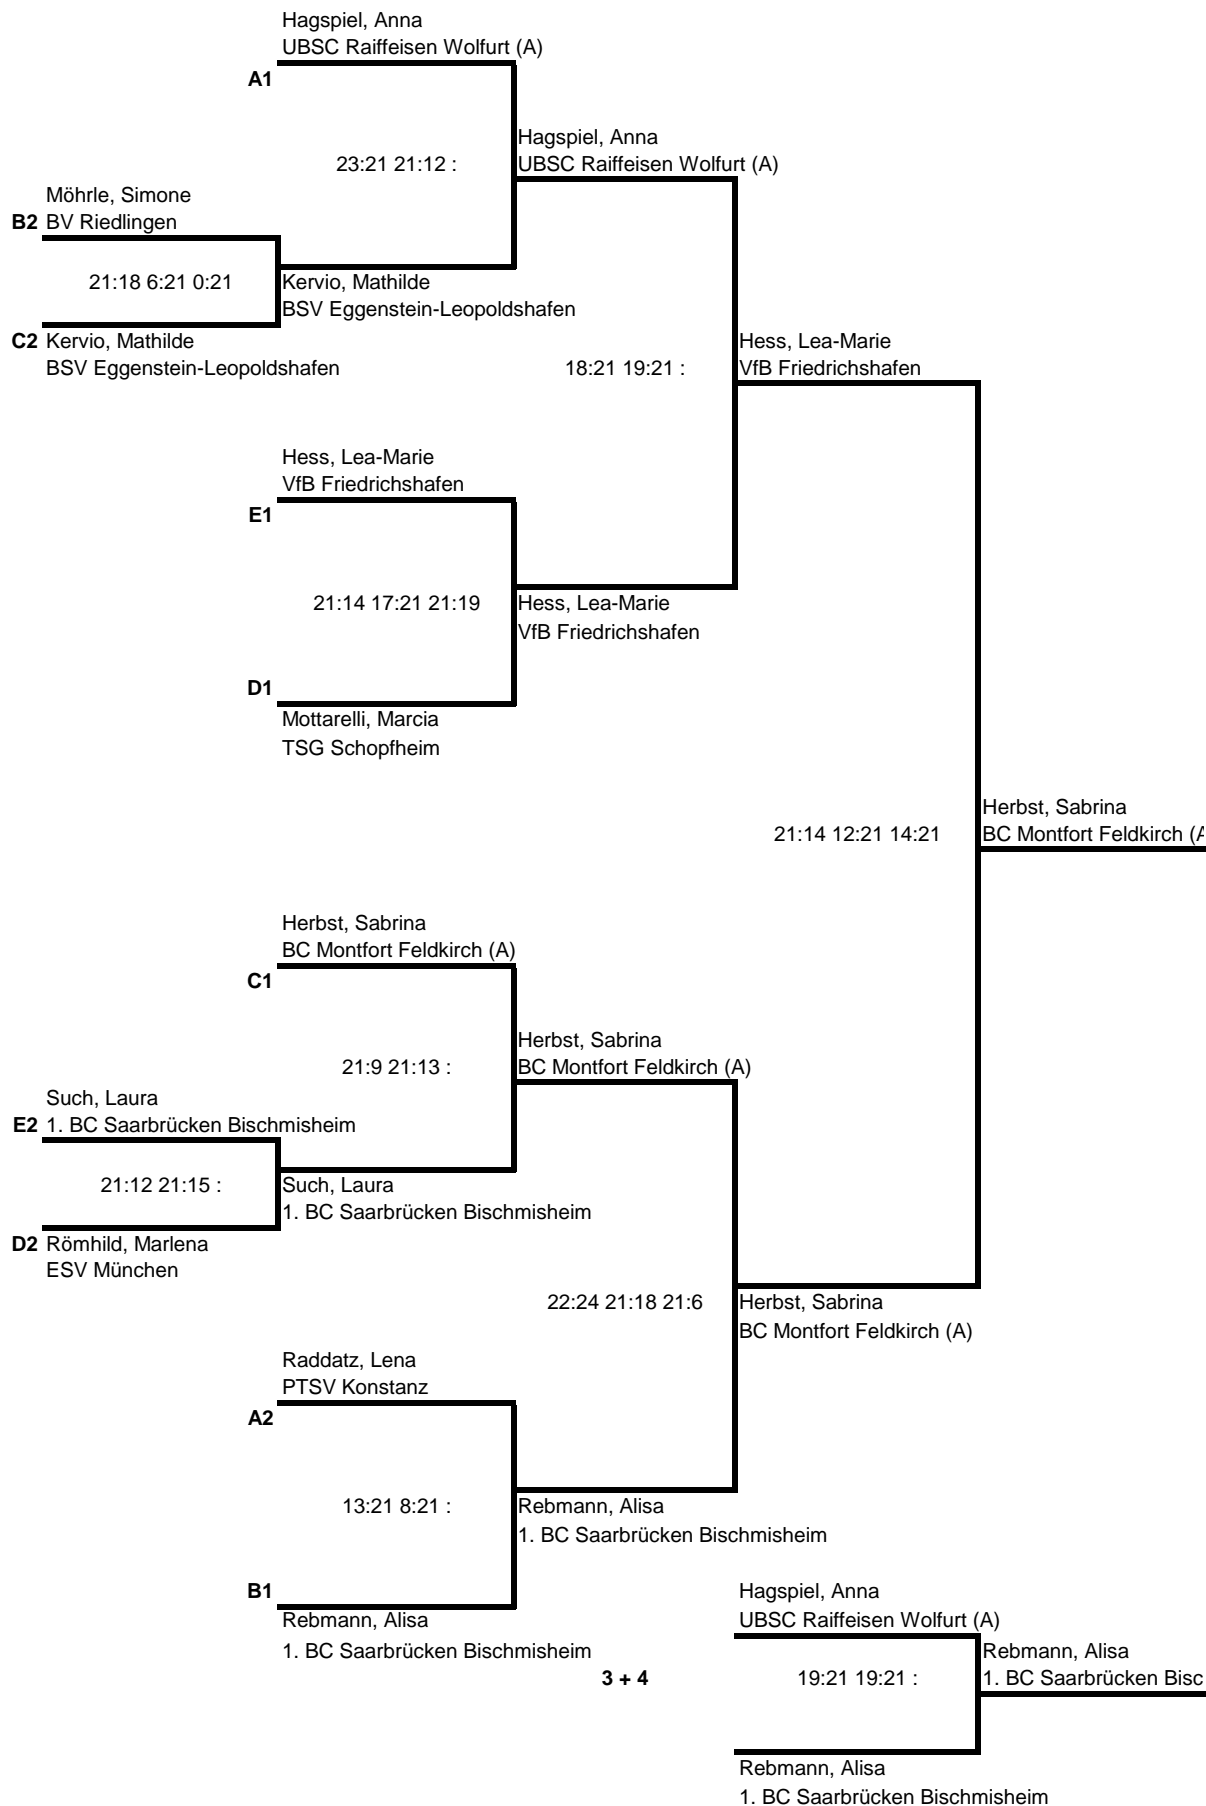 Hagspiel, Anna
UBSC Raiffeisen Wolfurt (A)
A1
Hagspiel, Anna
23:21 21:12 :
UBSC Raiffeisen Wolfurt (A)
Möhrle, Simone
B2 BV Riedlingen
21:18 6:21 0:21
Kervio, Mathilde
BSV Eggenstein-Leopoldshafen
C2 Kervio, Mathilde
BSV Eggenstein-Leopoldshafen
Hess, Lea-Marie
18:21 19:21 :
VfB Friedrichshafen
Hess, Lea-Marie
VfB Friedrichshafen
E1
21:14 17:21 21:19
Hess, Lea-Marie
VfB Friedrichshafen
D1
Mottarelli, Marcia
TSG Schopfheim
Herbst, Sabrina
21:14 12:21 14:21
BC Montfort Feldkirch (
Herbst, Sabrina
BC Montfort Feldkirch (A)
C1
Herbst, Sabrina
21:9 21:13 :
BC Montfort Feldkirch (A)
Such, Laura
E2 1. BC Saarbrücken Bischmisheim
21:12 21:15 :
Such, Laura
1. BC Saarbrücken Bischmisheim
D2 Römhild, Marlena
ESV München
22:24 21:18 21:6
Herbst, Sabrina
BC Montfort Feldkirch (A)
Raddatz, Lena
PTSV Konstanz
A2
13:21 8:21 :
Rebmann, Alisa
1. BC Saarbrücken Bischmisheim
B1
Rebmann, Alisa
1. BC Saarbrücken Bischmisheim
Hagspiel, Anna
UBSC Raiffeisen Wolfurt (A)
Rebmann, Alisa
3 + 4
19:21 19:21 :
1. BC Saarbrücken Bisc
Rebmann, Alisa
1. BC Saarbrücken Bischmisheim